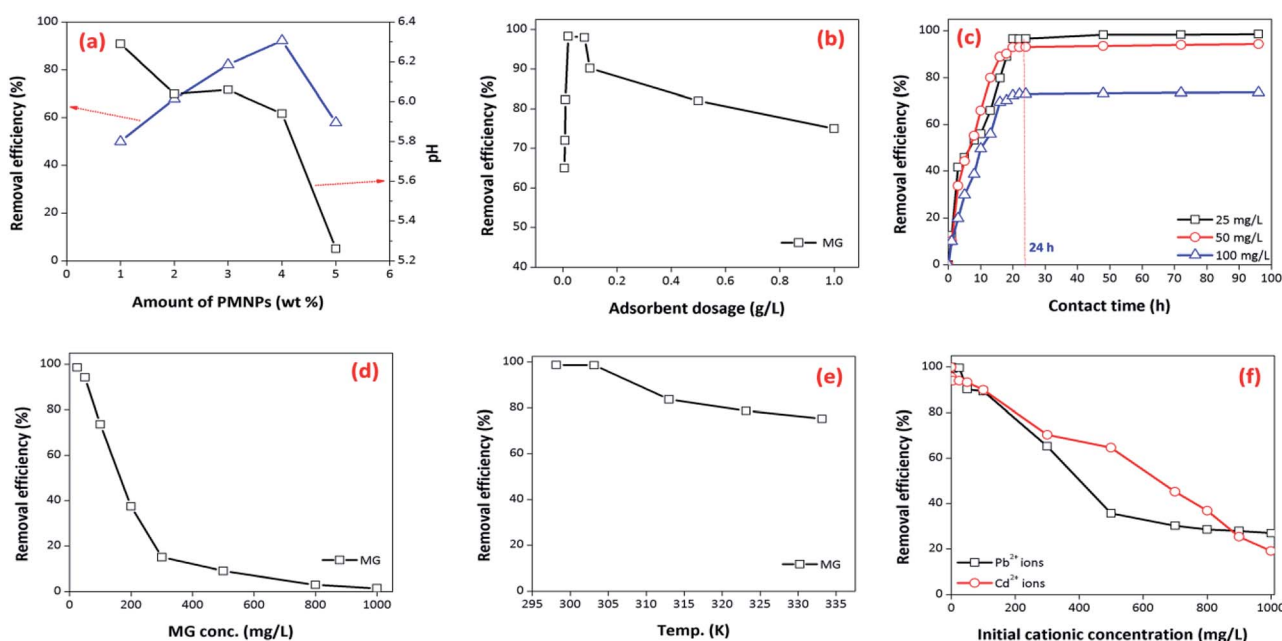 (a)
Removal efficiency (%)
100
80
60
40
20
0
6.4
6.2
6.0
5.8
5.6
5.4
5.2
pH
0 1 2 3 4 5 6
Amount of PMNPs (wt %)
(b)
Removal efficiency (%)
100
90
80
70
60
50
40
MG
0.0 0.2 0.4 0.6 0.8 1.0
Adsorbent dosage (g/L)
(c)
Removal efficiency (%)
100
80
60
40
20
0
25 mg/L
50 mg/L
100 mg/L
24 h
0 10 20 30 40 50 60 70 80 90 100
Contact time (h)
(d)
Removal efficiency (%)
100
80
60
40
20
0
MG
0 200 400 600 800 1000
MG conc. (mg/L)
(e)
Removal efficiency (%)
100
80
60
40
20
0
MG
295 300 305 310 315 320 325 330 335
Temp. (K)
(f)
Removal efficiency (%)
100
80
60
40
20
0
Pb²⁺ ions
Cd²⁺ ions
0 200 400 600 800 1000
Initial cationic concentration (mg/L)